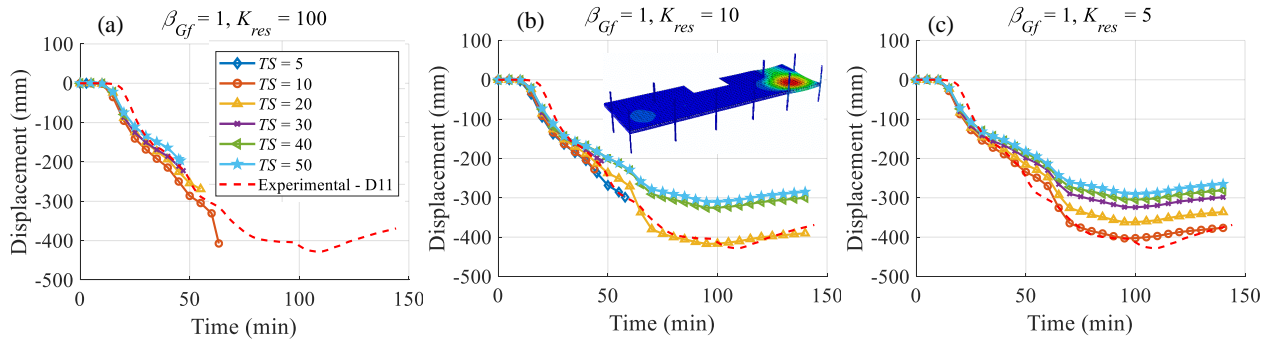 (a)
β_Gf = 1, K_res = 100
100
0
-100
-200
-300
-400
-500
Displacement (mm)
TS = 5
TS = 10
TS = 20
TS = 30
TS = 40
TS = 50
Experimental - D11
0
50
100
150
Time (min)
(b)
β_Gf = 1, K_res = 10
100
0
-100
-200
-300
-400
-500
Displacement (mm)
0
50
100
150
Time (min)
(c)
β_Gf = 1, K_res = 5
100
0
-100
-200
-300
-400
-500
Displacement (mm)
0
50
100
150
Time (min)